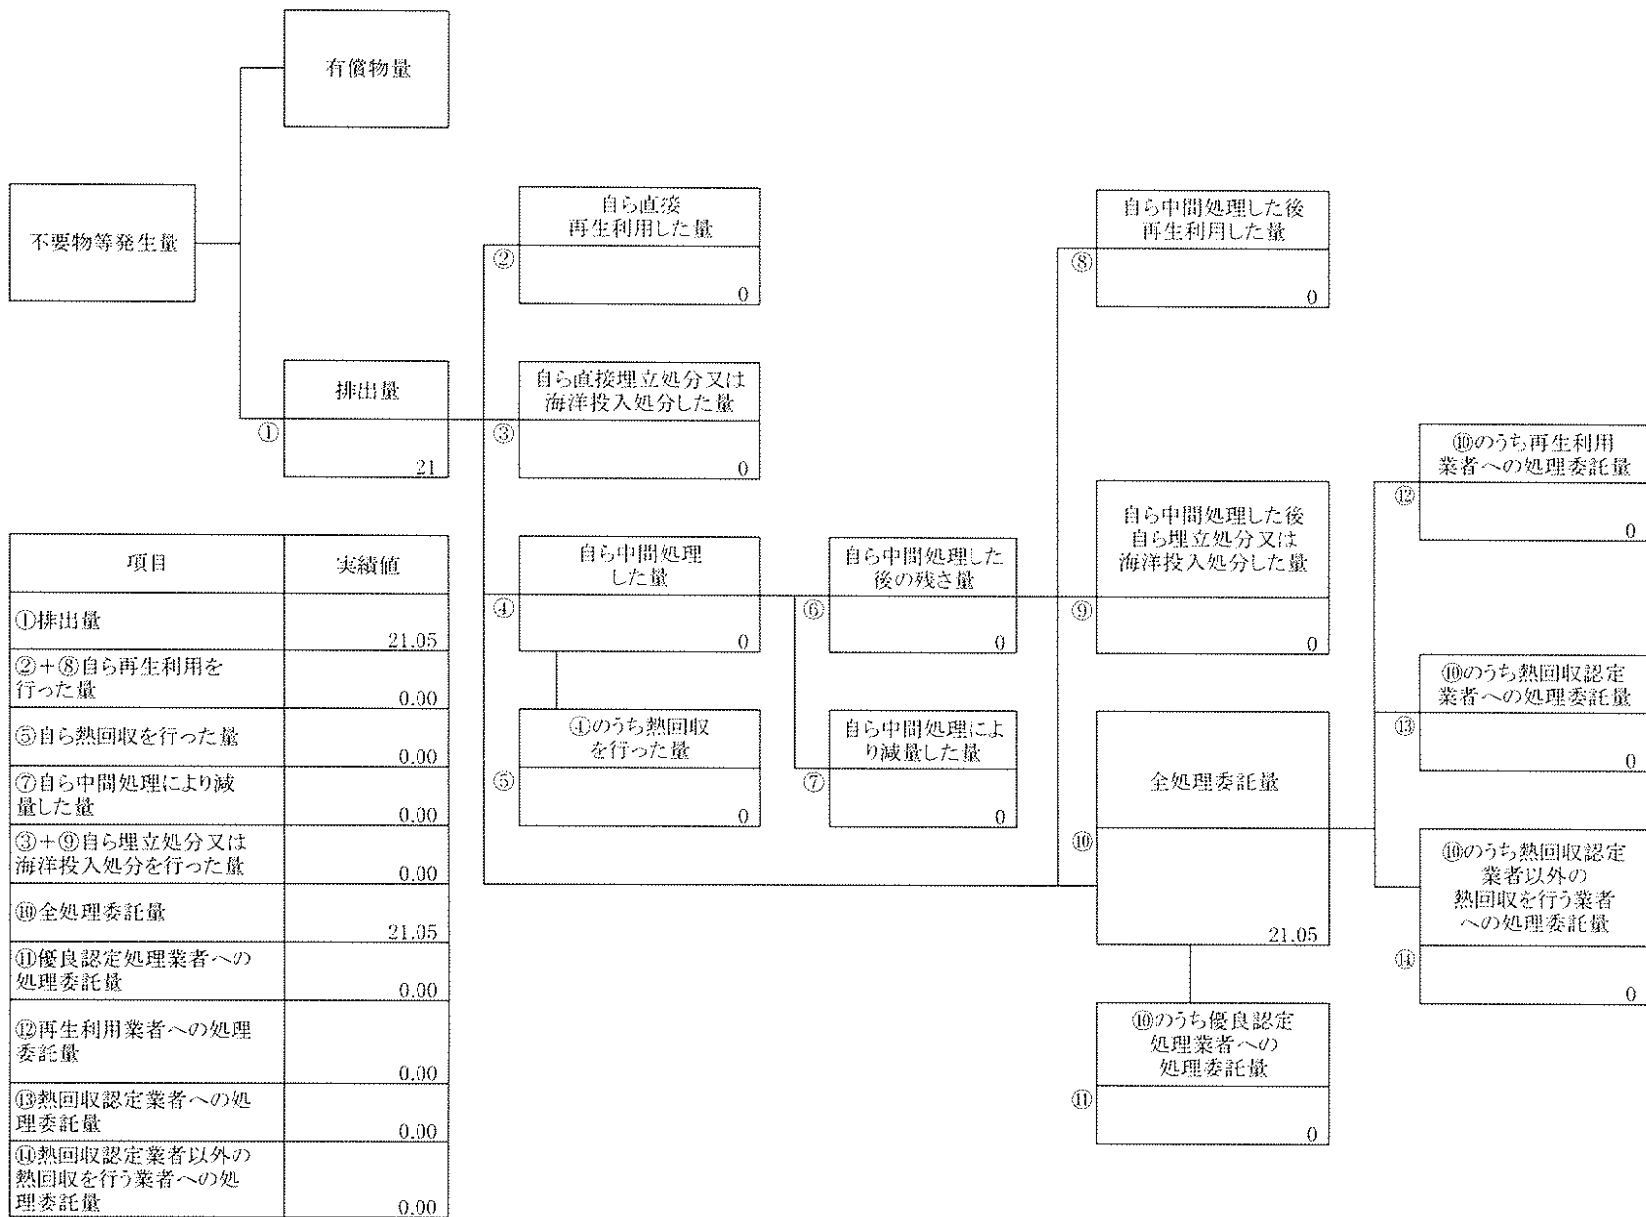 有償物量
不要物等発生量
排出量
①
21
自ら直接
再生利用した量
②
0
自ら直接埋立処分又は
海洋投入処分した量
③
0
自ら中間処理
した量
④
0
④のうち熱回収
を行った量
⑤
0
自ら中間処理した
後の残さ量
⑥
0
自ら中間処理によ
り減量した量
⑦
0
自ら中間処理した後
再生利用した量
⑧
0
自ら中間処理した後
自ら埋立処分又は
海洋投入処分した量
⑨
0
全処理委託量
⑩
21.05
⑩のうち優良認定
処理業者への
処理委託量
⑪
0
⑩のうち再生利用
業者への処理委託量
⑫
0
⑩のうち熱回収認定
業者への処理委託量
⑬
0
⑩のうち熱回収認定
業者以外の
熱回収を行う業者
への処理委託量
⑭
0
項目 実績値
①排出量
21.05
②+⑧自ら再生利用を
行った量
0.00
⑤自ら熱回収を行った量
0.00
⑦自ら中間処理により減
量した量
0.00
③+⑨自ら埋立処分又は
海洋投入処分を行った量
0.00
⑩全処理委託量
21.05
⑪優良認定処理業者への
処理委託量
0.00
⑫再生利用業者への処理
委託量
0.00
⑬熱回収認定業者への処
理委託量
0.00
⑭熱回収認定業者以外の
熱回収を行う業者への処
理委託量
0.00